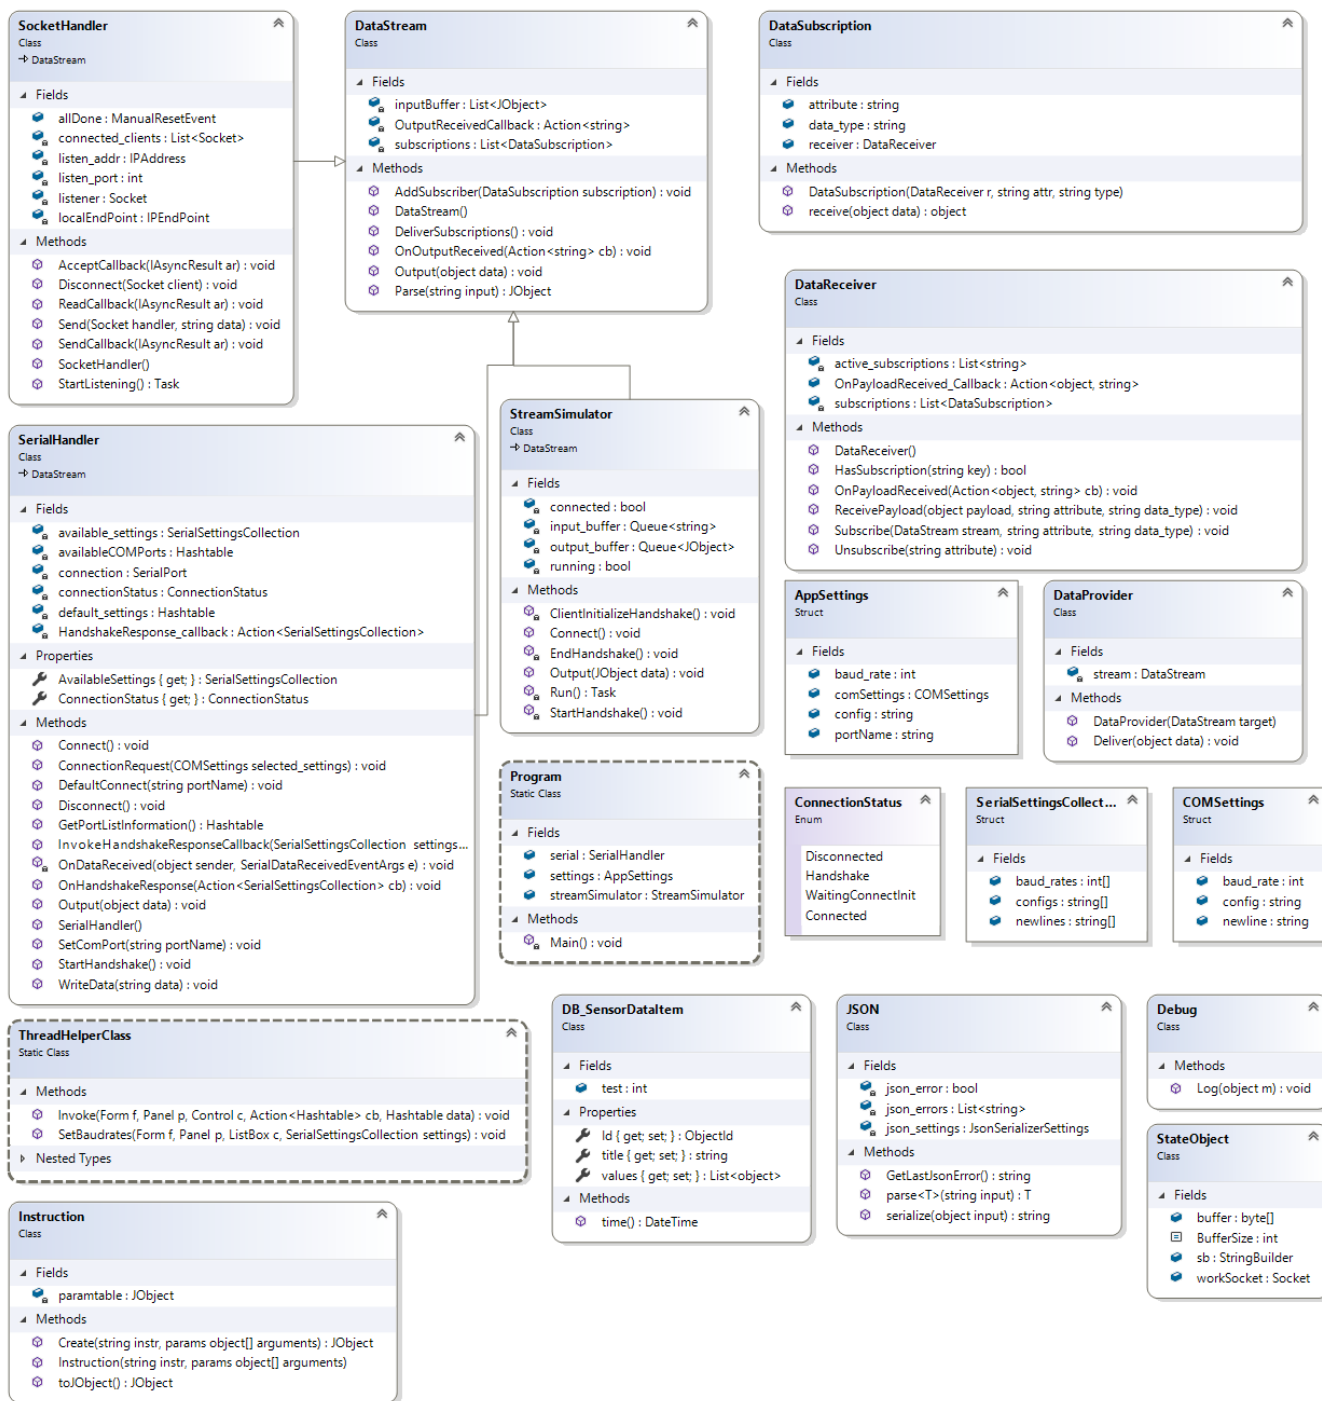 SocketHandler
Class
DataStream
Fields
allDone : ManualResetEvent
connected_clients : List<Socket>
listen_addr : IPAddress
listen_port : int
listener : Socket
localEndPoint : IPEndPoint
Methods
AcceptCallback(IAsyncResult ar) : void
Disconnect(Socket client) : void
ReadCallback(IAsyncResult ar) : void
Send(Socket handler, string data) : void
SendCallback(IAsyncResult ar) : void
SocketHandler()
StartListening() : Task
DataStream
Class
Fields
inputBuffer : List<JObject>
OutputReceivedCallback : Action<string>
subscriptions : List<DataSubscription>
Methods
AddSubscriber(DataSubscription subscription) : void
DataStream()
DeliverSubscriptions() : void
OnOutputReceived(Action<string> cb) : void
Output(object data) : void
Parse(string input) : JObject
DataSubscription
Class
Fields
attribute : string
data_type : string
receiver : DataReceiver
Methods
DataSubscription(DataReceiver r, string attr, string type)
receive(object data) : object
DataReceiver
Class
Fields
active_subscriptions : List<string>
OnPayloadReceived_Callback : Action<object, string>
subscriptions : List<DataSubscription>
Methods
DataReceiver()
HasSubscription(string key) : bool
OnPayloadReceived(Action<object, string> cb) : void
ReceivePayload(object payload, string attribute, string data_type) : void
Subscribe(DataStream stream, string attribute, string data_type) : void
Unsubscribe(string attribute) : void
SerialHandler
Class
DataStream
Fields
available_settings : SerialSettingsCollection
availableCOMPorts : Hashtable
connection : SerialPort
connectionStatus : ConnectionStatus
default_settings : Hashtable
HandshakeResponse_callback : Action<SerialSettingsCollection>
Properties
AvailableSettings { get; } : SerialSettingsCollection
ConnectionStatus { get; } : ConnectionStatus
Methods
Connect() : void
ConnectionRequest(COMSettings selected_settings) : void
DefaultConnect(string portName) : void
Disconnect() : void
GetPortListInformation() : Hashtable
InvokeHandshakeResponseCallback(SerialSettingsCollection settings...
OnDataReceived(object sender, SerialDataReceivedEventArgs e) : void
OnHandshakeResponse(Action<SerialSettingsCollection> cb) : void
Output(object data) : void
SerialHandler()
SetComPort(string portName) : void
StartHandshake() : void
WriteData(string data) : void
StreamSimulator
Class
DataStream
Fields
connected : bool
input_buffer : Queue<string>
output_buffer : Queue<JObject>
running : bool
Methods
ClientInitializeHandshake() : void
Connect() : void
EndHandshake() : void
Output(JObject data) : void
Run() : Task
StartHandshake() : void
AppSettings
Struct
Fields
baud_rate : int
comSettings : COMSettings
config : string
portName : string
DataProvider
Class
Fields
stream : DataStream
Methods
DataProvider(DataStream target)
Deliver(object data) : void
Program
Static Class
Fields
serial : SerialHandler
settings : AppSettings
streamSimulator : StreamSimulator
Methods
Main() : void
ConnectionStatus
Enum
Disconnected
Handshake
WaitingConnectInit
Connected
SerialSettingsCollect...
Struct
Fields
baud_rates : int[]
configs : string[]
newlines : string[]
COMSettings
Struct
Fields
baud_rate : int
config : string
newline : string
ThreadHelperClass
Static Class
Methods
Invoke(Form f, Panel p, Control c, Action<Hashtable> cb, Hashtable data) : void
SetBaudrates(Form f, Panel p, ListBox c, SerialSettingsCollection settings) : void
Nested Types
DB_SensorDataItem
Class
Fields
test : int
Properties
Id { get; set; } : ObjectId
title { get; set; } : string
values { get; set; } : List<object>
Methods
time() : DateTime
JSON
Class
Fields
json_error : bool
json_errors : List<string>
json_settings : JsonSerializerSettings
Methods
GetLastJsonError() : string
parse<T>(string input) : T
serialize(object input) : string
Debug
Class
Methods
Log(object m) : void
StateObject
Class
Fields
buffer : byte[]
BufferSize : int
sb : StringBuilder
workSocket : Socket
Instruction
Class
Fields
paramtable : JObject
Methods
Create(string instr, params object[] arguments) : JObject
Instruction(string instr, params object[] arguments)
toJObject() : JObject